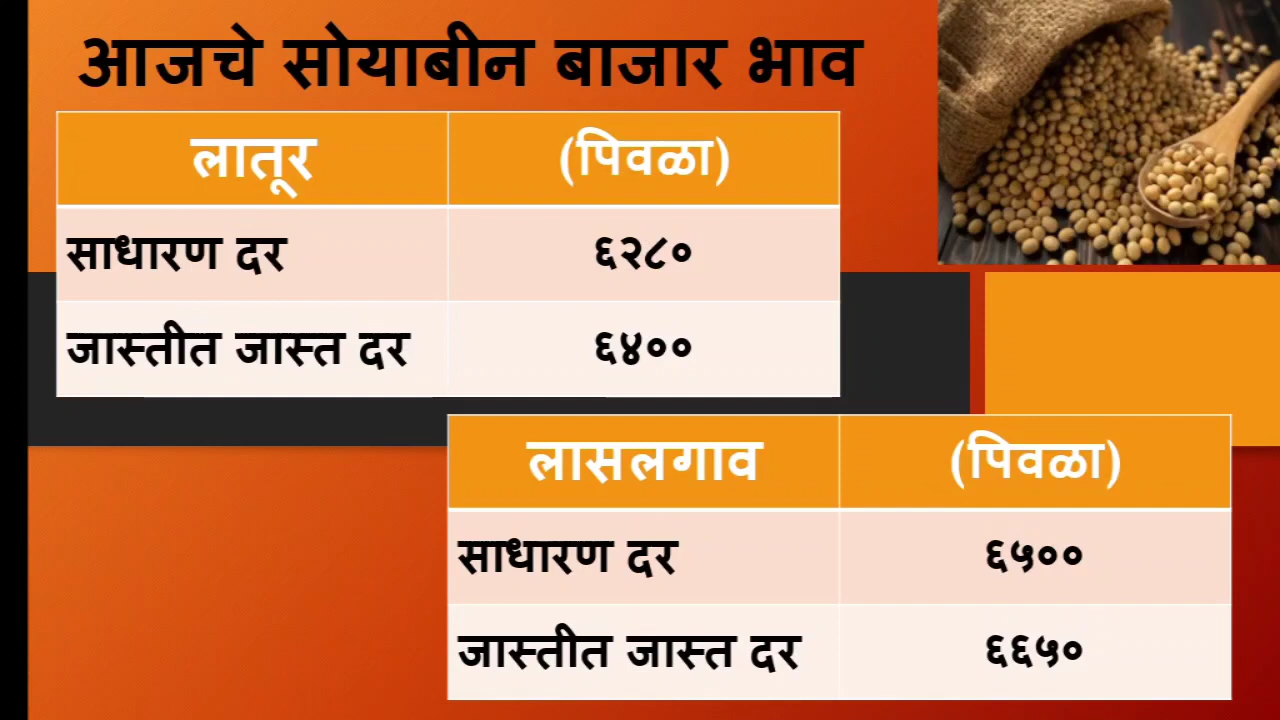 आजचे सोयाबीन बाजार भाव
लातूर (पिवळा)
साधारण दर ६२८०
जास्तीत जास्त दर ६४००
लासलगाव (पिवळा)
साधारण दर ६५००
जास्तीत जास्त दर ६६५०